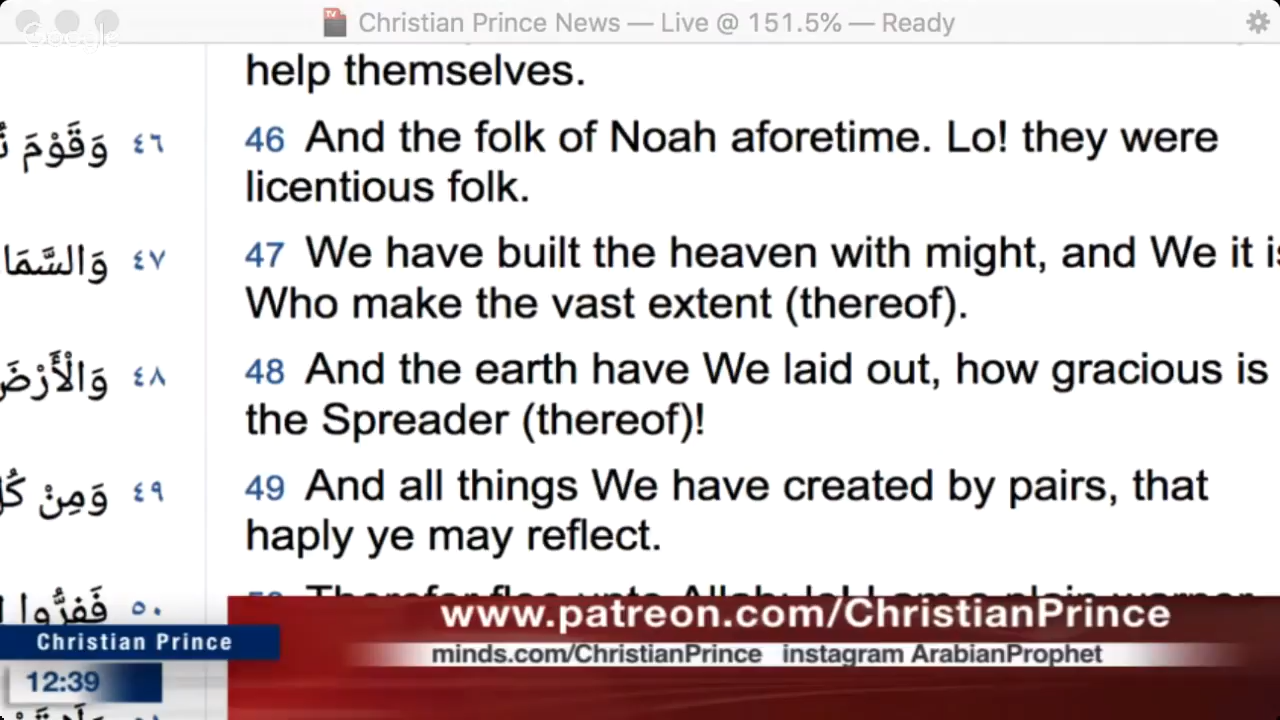 Christian Prince News — Live @ 151.5% — Ready
Google
help themselves.
وَقَوْمَ ٤٦
46 And the folk of Noah aforetime. Lo! they were
licentious folk.
٤٧
47 We have built the heaven with might, and We it is
Who make the vast extent (thereof).
٤٨
48 And the earth have We laid out, how gracious is
the Spreader (thereof)!
وَمِنْ ٤٩
49 And all things We have created by pairs, that
haply ye may reflect.
فَفِرُّوا ٥٠
www.patreon.com/ChristianPrince
Christian Prince
minds.com/ChristianPrince instagram ArabianProphet
12:39